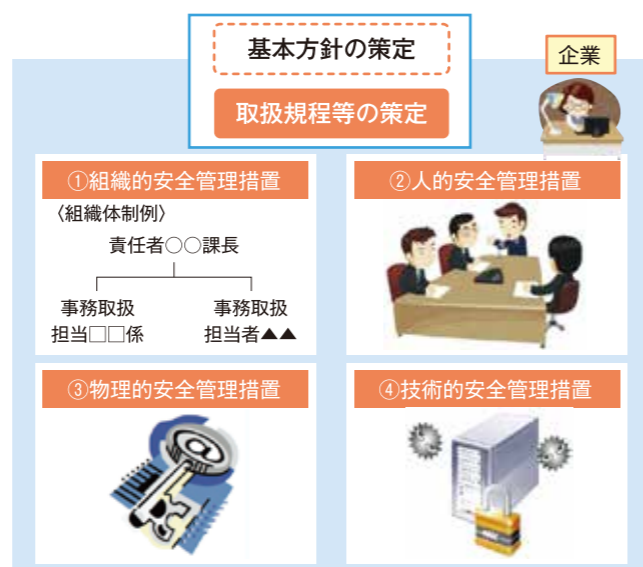 基本方針の策定
企業
取扱規程等の策定
①組織的安全管理措置
〈組織体制例〉
責任者○○課長
事務取扱
担当□□係
事務取扱
担当者▲▲
②人的安全管理措置
③物理的安全管理措置
@
④技術的安全管理措置